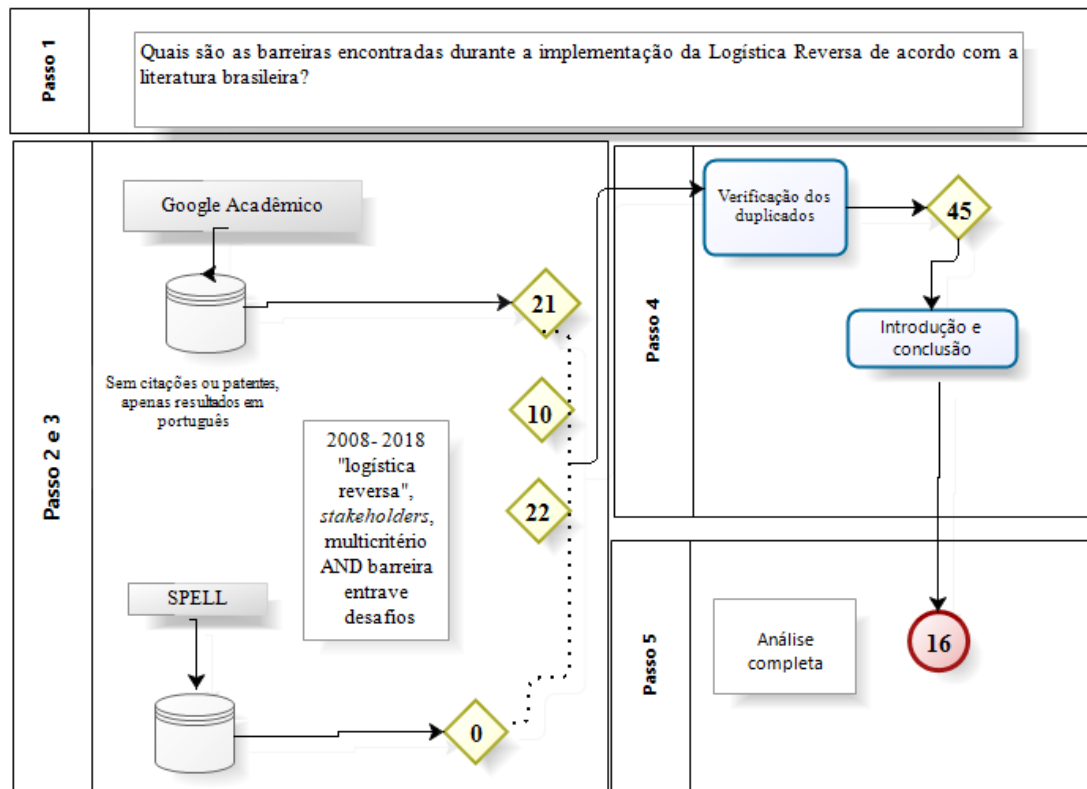 Passo 1
Quais são as barreiras encontradas durante a implementação da Logística Reversa de acordo com a
literatura brasileira?
Passo 2 e 3
Google Acadêmico
Sem citações ou patentes,
apenas resultados em
português
21
10
22
2008- 2018
"logística
reversa",
stakeholders,
multicritério
AND barreira
entrave
desafios
SPELL
0
Passo 4
Verificação dos
duplicados
45
Introdução e
conclusão
Passo 5
Análise
completa
16